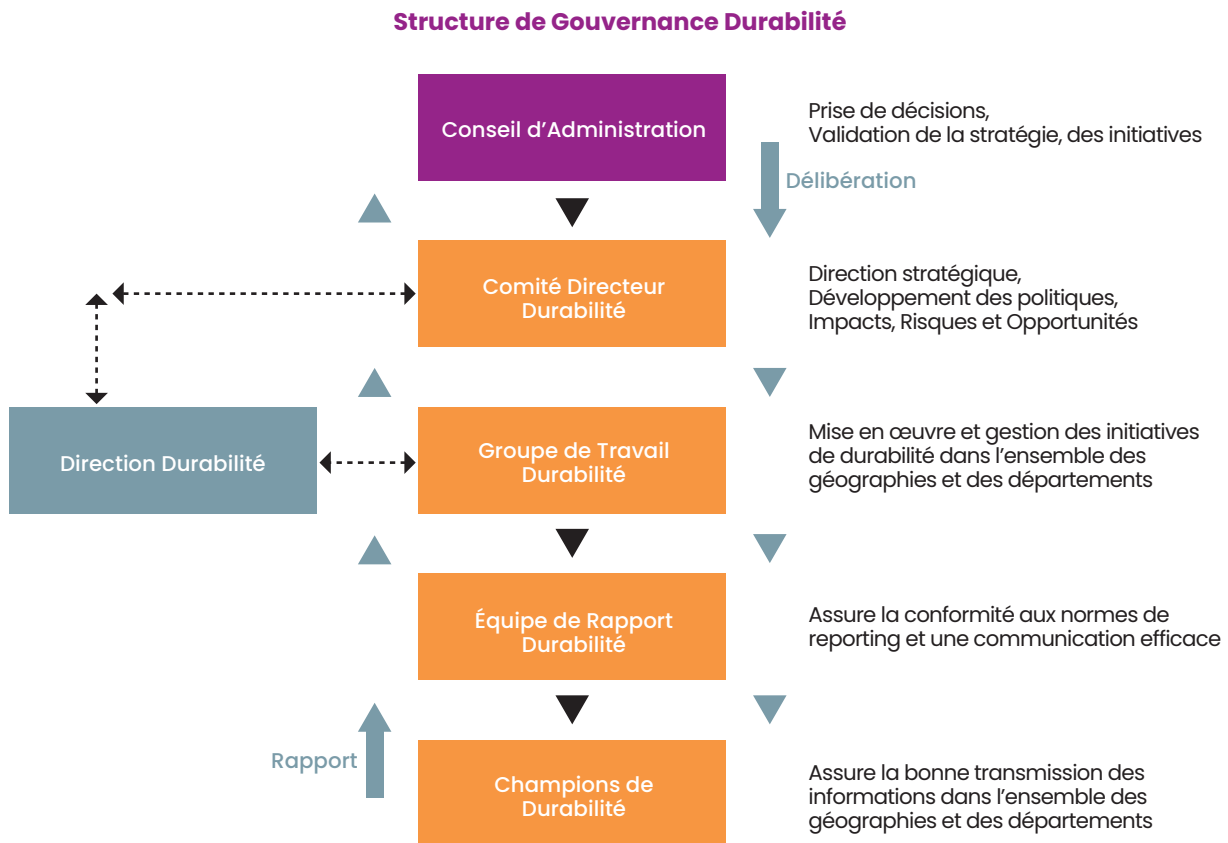 Structure de Gouvernance Durabilité
Conseil d’Administration
Prise de décisions,
Validation de la stratégie, des initiatives
Délibération
Comité Directeur
Durabilité
Direction stratégique,
Développement des politiques,
Impacts, Risques et Opportunités
Direction Durabilité
Groupe de Travail
Durabilité
Mise en œuvre et gestion des initiatives
de durabilité dans l’ensemble des
géographies et des départements
Équipe de Rapport
Durabilité
Assure la conformité aux normes de
reporting et une communication efficace
Rapport
Champions de
Durabilité
Assure la bonne transmission des
informations dans l’ensemble des
géographies et des départements